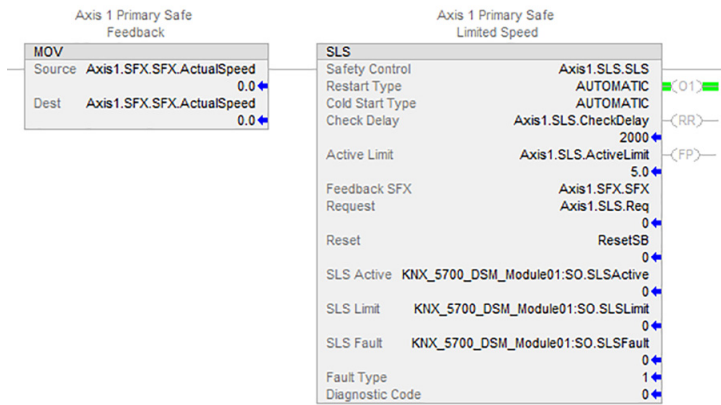 Axis 1 Primary Safe
Feedback
MOV
Source Axis1.SFX.SFX.ActualSpeed
0.0
Dest Axis1.SFX.SFX.ActualSpeed
0.0
Axis 1 Primary Safe
Limited Speed
SLS
Safety Control Axis1.SLS.SLS
Restart Type AUTOMATIC (O1)
Cold Start Type AUTOMATIC
Check Delay Axis1.SLS.CheckDelay (RR)
2000
Active Limit Axis1.SLS.ActiveLimit (FP)
5.0
Feedback SFX Axis1.SFX.SFX
Request Axis1.SLS.Req
0
Reset ResetSB
0
SLS Active KNX_5700_DSM_Module01:SO.SLSActive
0
SLS Limit KNX_5700_DSM_Module01:SO.SLSLimit
0
SLS Fault KNX_5700_DSM_Module01:SO.SLSFault
0
Fault Type 1
Diagnostic Code 0